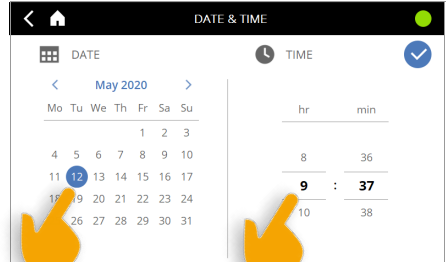 DATE & TIME
DATE
TIME
May 2020
Mo Tu We Th Fr Sa Su
1 2 3
4 5 6 7 8 9 10
11 12 13 14 15 16 17
19 20 21 22 23 24
26 27 28 29 30 31
hr min
8 36
9 : 37
10 38